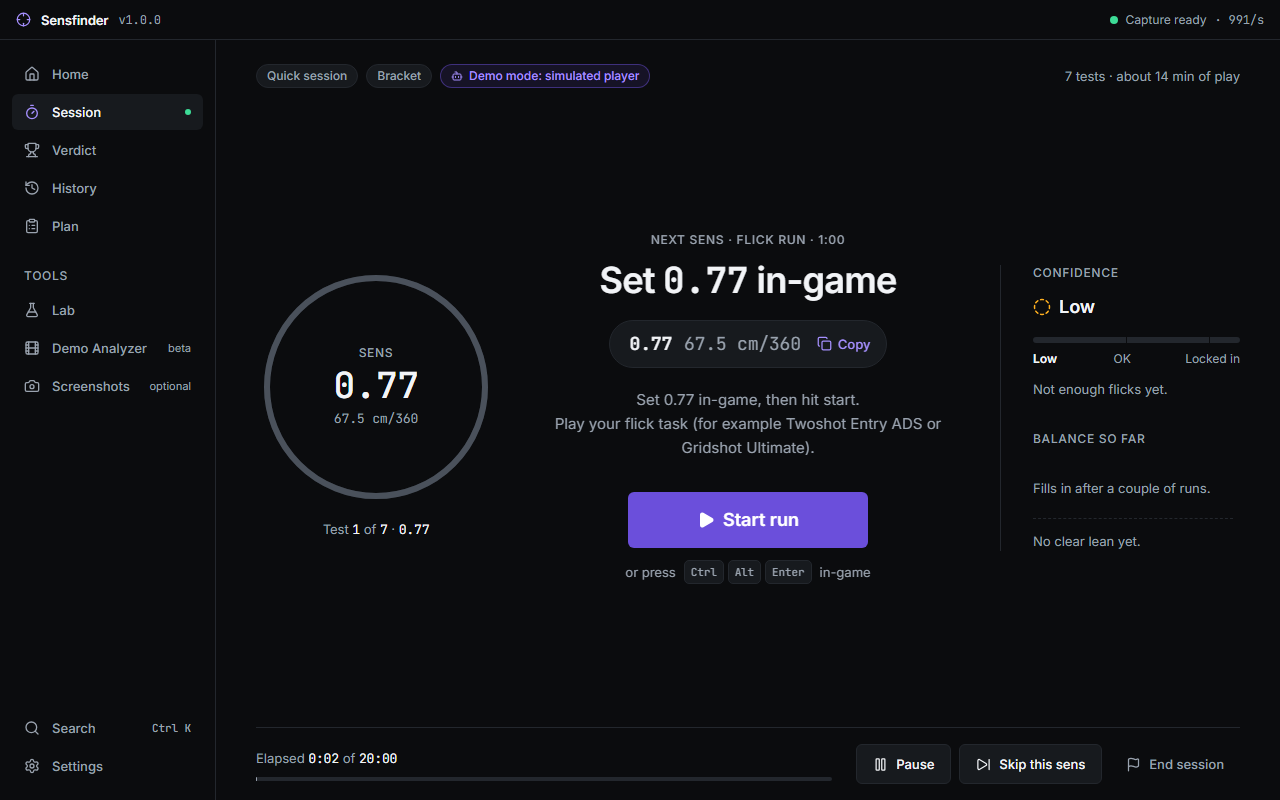 Sensfinder v1.0.0
Capture ready · 991/s
Home
Session
Verdict
History
Plan
TOOLS
Lab
Demo Analyzer beta
Screenshots optional
Search Ctrl K
Settings
Quick session
Bracket
Demo mode: simulated player
7 tests · about 14 min of play
SENS
0.77
67.5 cm/360
Test 1 of 7 · 0.77
NEXT SENS · FLICK RUN · 1:00
Set 0.77 in-game
0.77 67.5 cm/360 Copy
Set 0.77 in-game, then hit start.
Play your flick task (for example Twoshot Entry ADS or
Gridshot Ultimate).
Start run
or press Ctrl Alt Enter in-game
CONFIDENCE
Low
Low OK Locked in
Not enough flicks yet.
BALANCE SO FAR
Fills in after a couple of runs.
No clear lean yet.
Elapsed 0:02 of 20:00
Pause
Skip this sens
End session